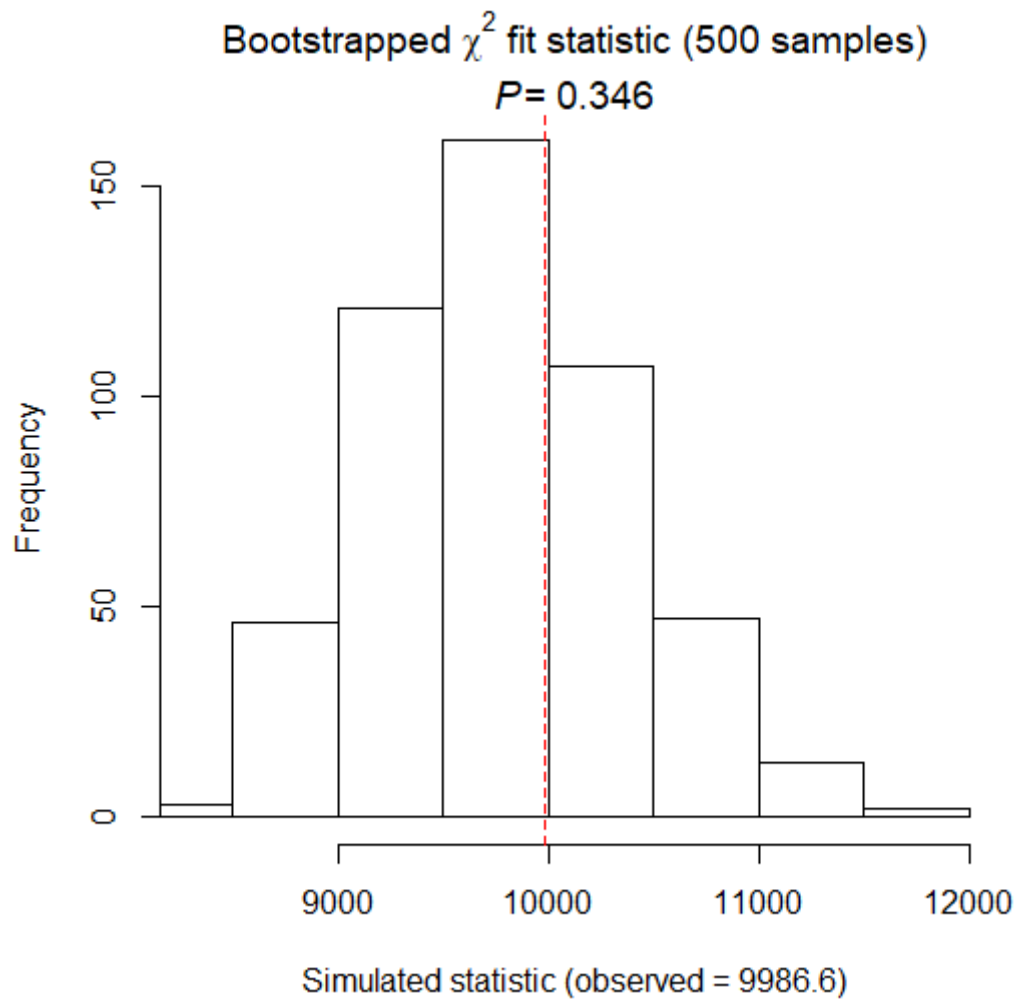 Bootstrapped χ² fit statistic (500 samples)
P= 0.346
150
100
50
0
Frequency
9000 10000 11000 12000
Simulated statistic (observed = 9986.6)